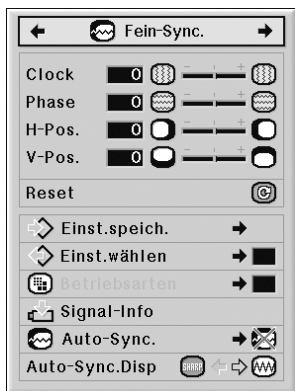 Fein-Sync.
Clock 0
Phase 0
H-Pos. 0
V-Pos. 0
Reset
Einst.speich.
Einst.wählen
Betriebsarten
Signal-Info
Auto-Sync.
Auto-Sync.Disp SHARP